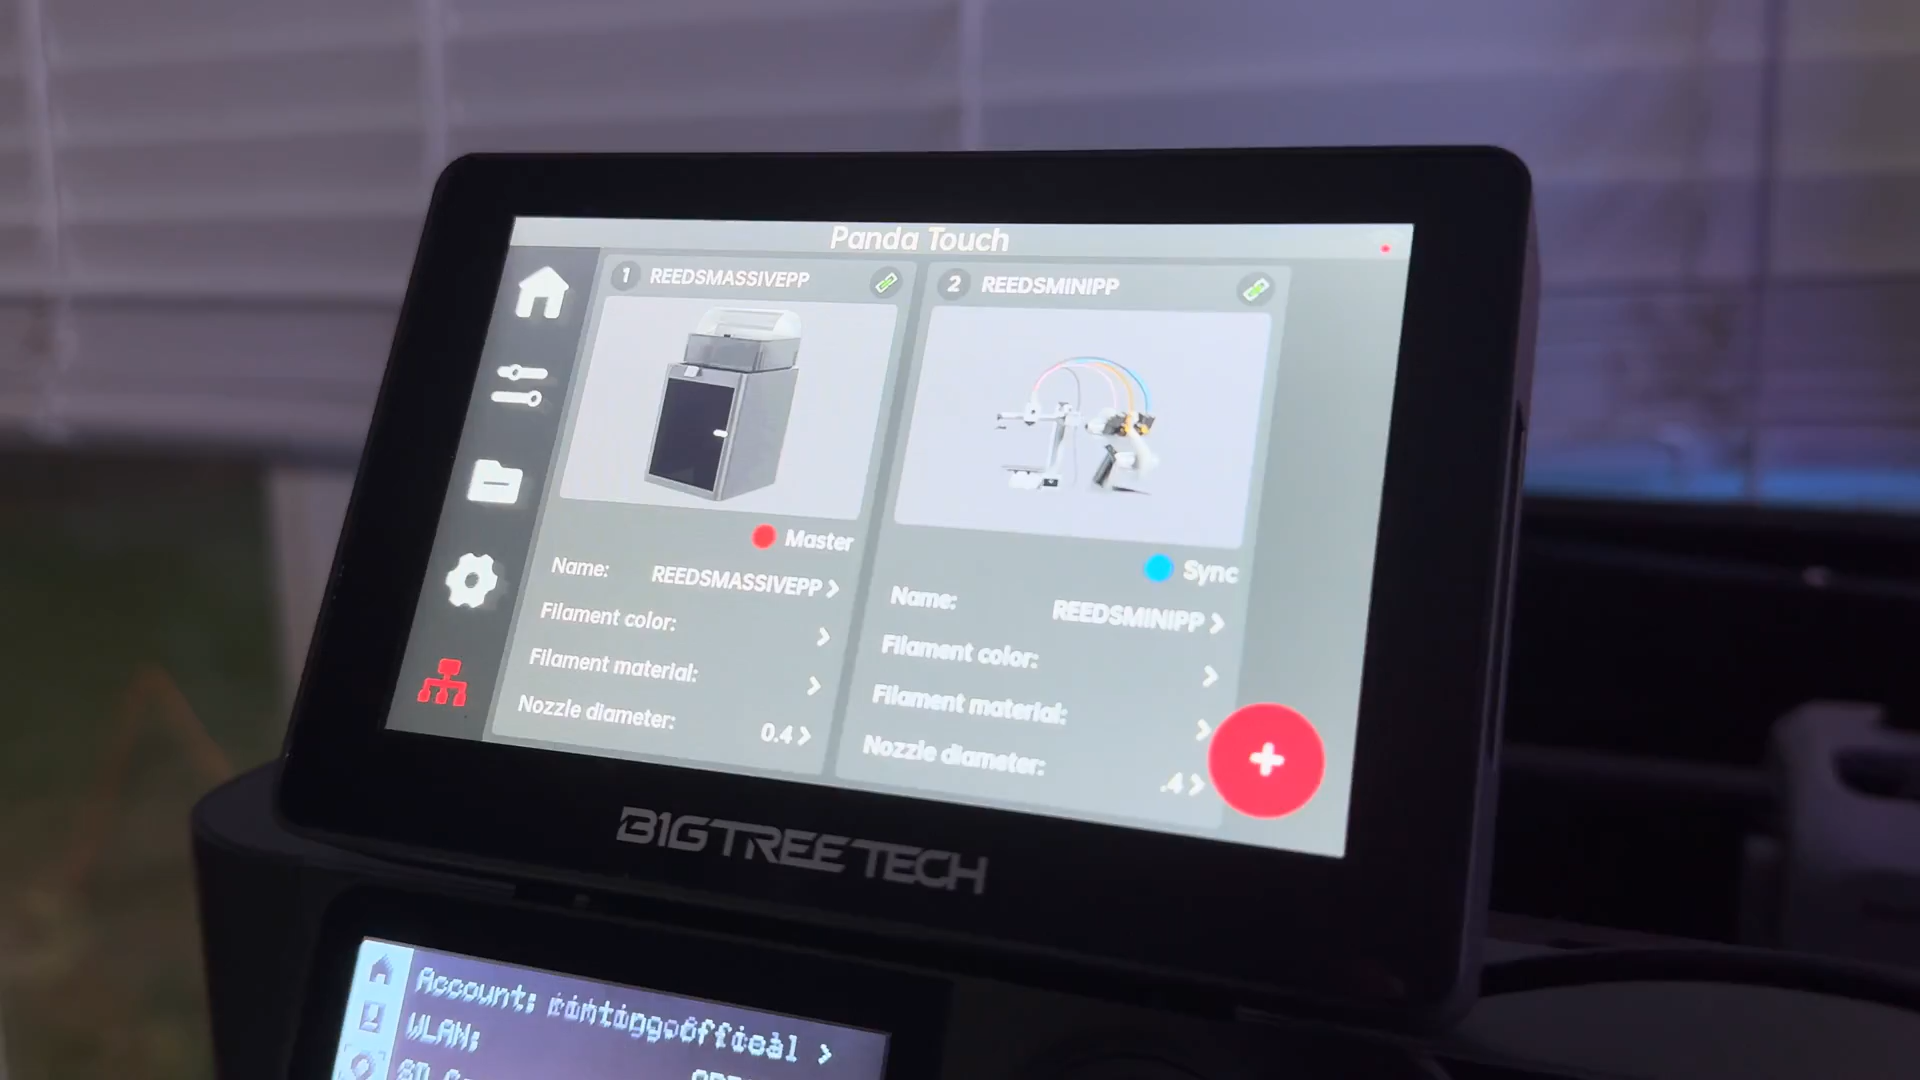 Panda Touch
1 REEDSMASSIVEPP
Master
Name: REEDSMASSIVEPP >
Filament color: >
Filament material: >
Nozzle diameter: 0.4 >
2 REEDSMINIPP
Sync
Name: REEDSMINIPP >
Filament color: >
Filament material: >
Nozzle diameter: .4 >
+
BIGTREETECH
Account: >
WLAN: